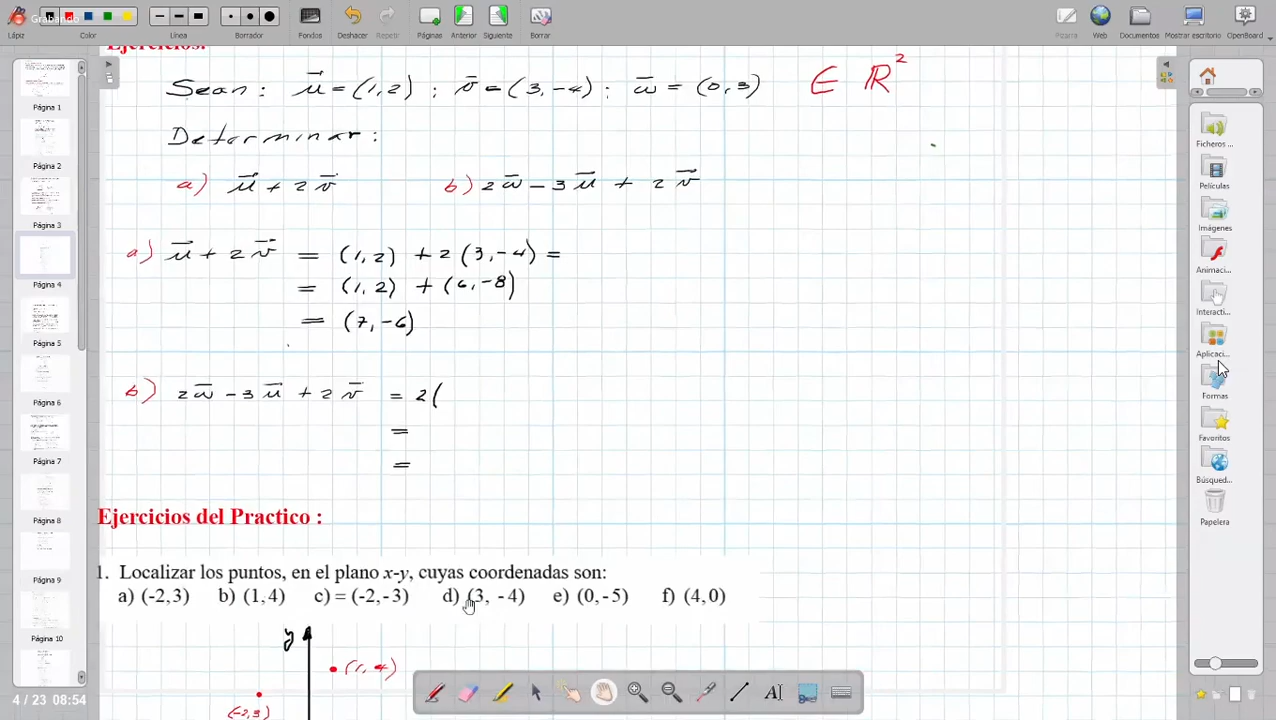 Grabando
Lápiz
Color
Línea
Borrador
Fondos
Deshacer
Repetir
Páginas
Anterior
Siguiente
Borrar
Pizarra
Web
Documentos
Mostrar escritorio
OpenBoard
Ejercicios:
Sean : u = (1,2) ; v = (3,-4) ; w = (0,3) ∈ ℝ²
Determinar :
a) u + 2v b) 2w - 3u + 2v
a) u + 2v = (1,2) + 2(3,-4) =
= (1,2) + (6,-8)
= (7,-6)
b) 2w - 3u + 2v = 2(
=
=
Ejercicios del Practico :
1. Localizar los puntos, en el plano x-y, cuyas coordenadas son:
a) (-2,3) b) (1,4) c) = (-2,-3) d) (3, -4) e) (0,-5) f) (4,0)
y
(1,4)
(-2,3)
Página 1
Página 2
Página 3
Página 4
Página 5
Página 6
Página 7
Página 8
Página 9
Página 10
4 / 23 08:54
Ficheros ...
Películas
Imágenes
Animaci...
Interacti...
Aplicaci...
Formas
Favoritos
Búsqued...
Papelera